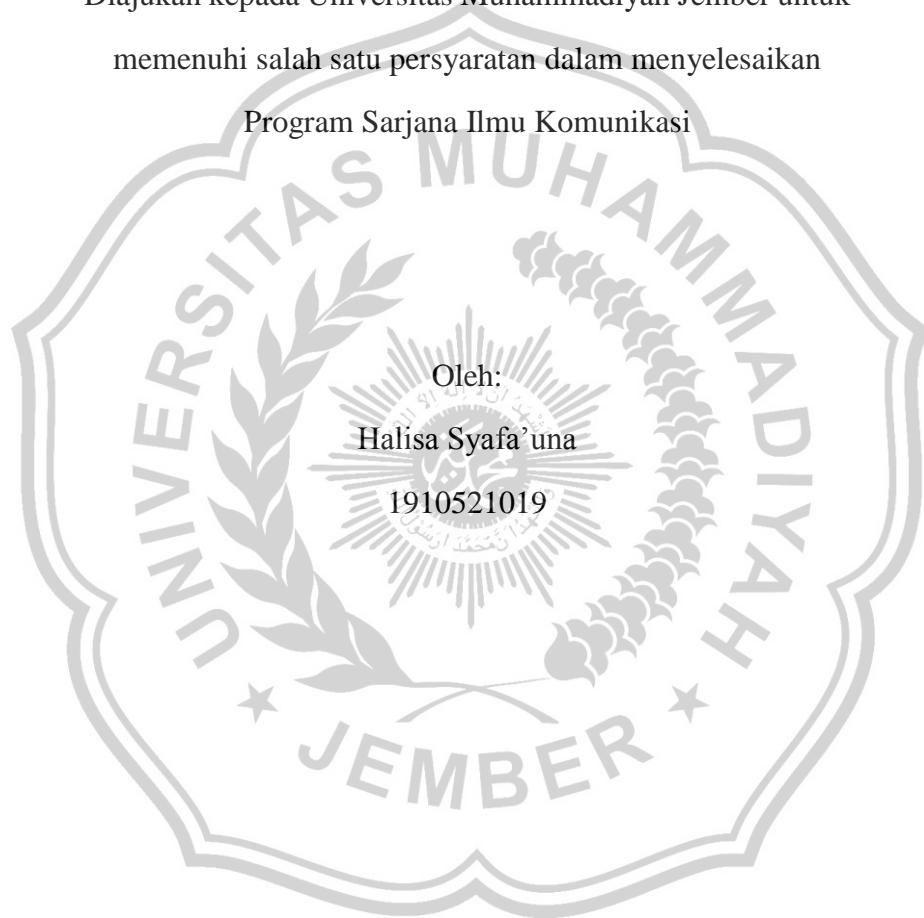 Diajukan kepada Universitas Muhammadiyah Jember untuk
memenuhi salah satu persyaratan dalam menyelesaikan
Program Sarjana Ilmu Komunikasi
UNIVERSITAS MUHAMMADIYAH
Oleh:
Halisa Syafa’una
1910521019
JEMBER